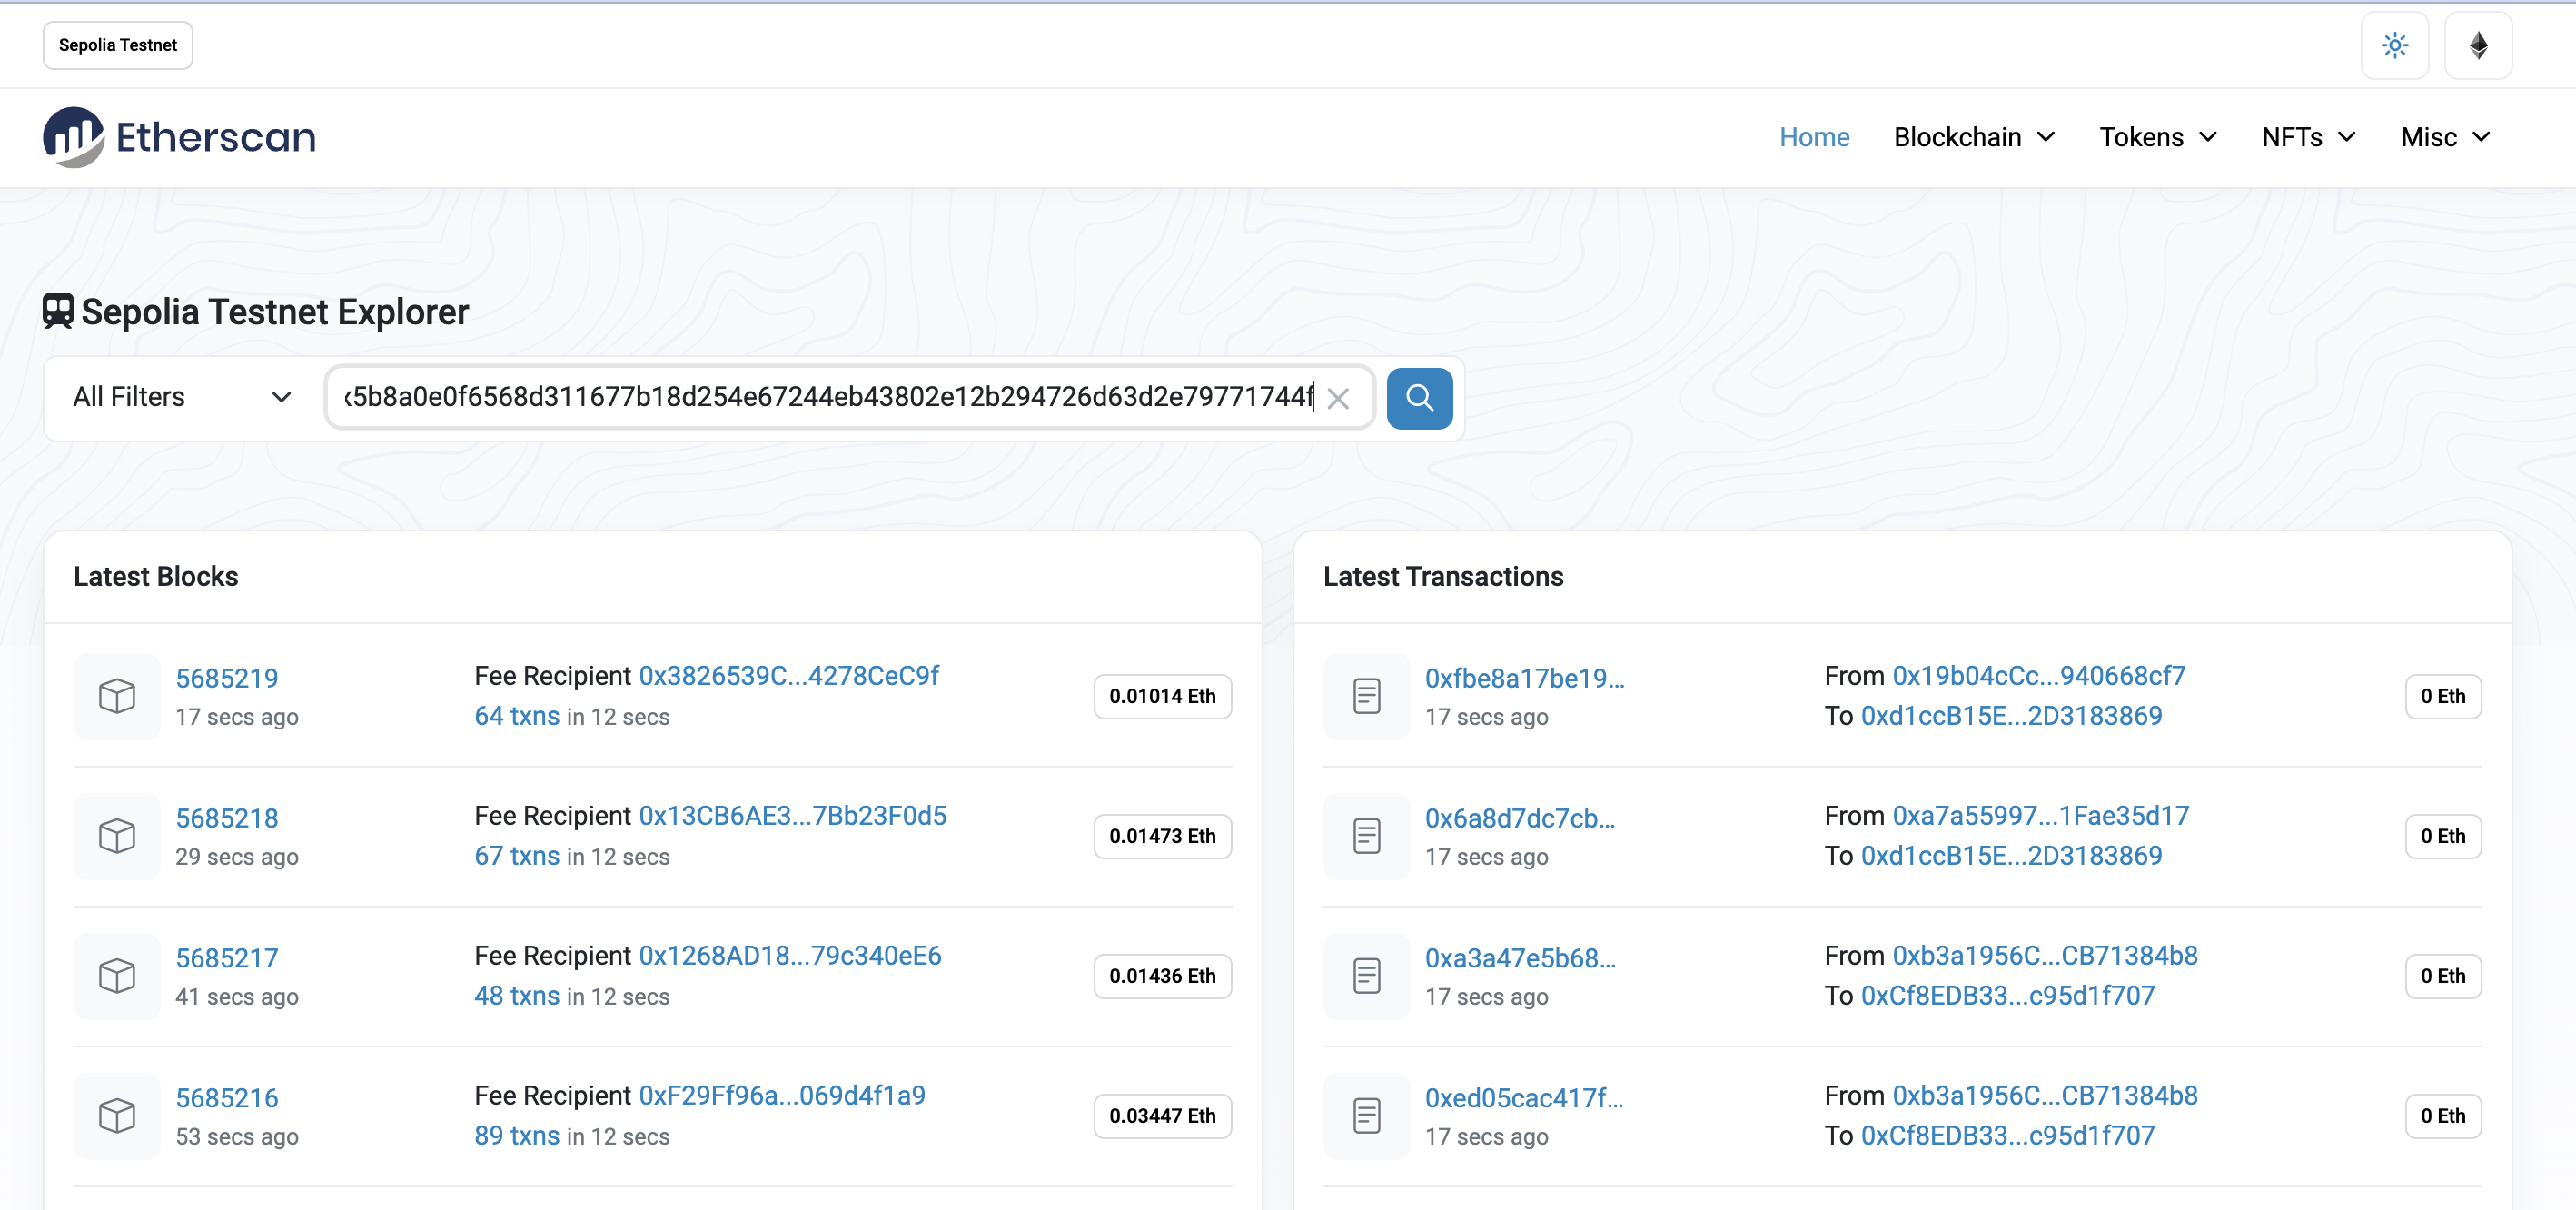 Sepolia Testnet
Etherscan
Home Blockchain Tokens NFTs Misc
Sepolia Testnet Explorer
All Filters
x5b8a0e0f6568d311677b18d254e67244eb43802e12b294726d63d2e79771744f
Latest Blocks
5685219
17 secs ago
Fee Recipient 0x3826539C...4278CeC9f
64 txns in 12 secs
0.01014 Eth
5685218
29 secs ago
Fee Recipient 0x13CB6AE3...7Bb23F0d5
67 txns in 12 secs
0.01473 Eth
5685217
41 secs ago
Fee Recipient 0x1268AD18...79c340eE6
48 txns in 12 secs
0.01436 Eth
5685216
53 secs ago
Fee Recipient 0xF29Ff96a...069d4f1a9
89 txns in 12 secs
0.03447 Eth
Latest Transactions
0xfbe8a17be19...
17 secs ago
From 0x19b04cCc...940668cf7
To 0xd1ccB15E...2D3183869
0 Eth
0x6a8d7dc7cb...
17 secs ago
From 0xa7a55997...1Fae35d17
To 0xd1ccB15E...2D3183869
0 Eth
0xa3a47e5b68...
17 secs ago
From 0xb3a1956C...CB71384b8
To 0xCf8EDB33...c95d1f707
0 Eth
0xed05cac417f...
17 secs ago
From 0xb3a1956C...CB71384b8
To 0xCf8EDB33...c95d1f707
0 Eth